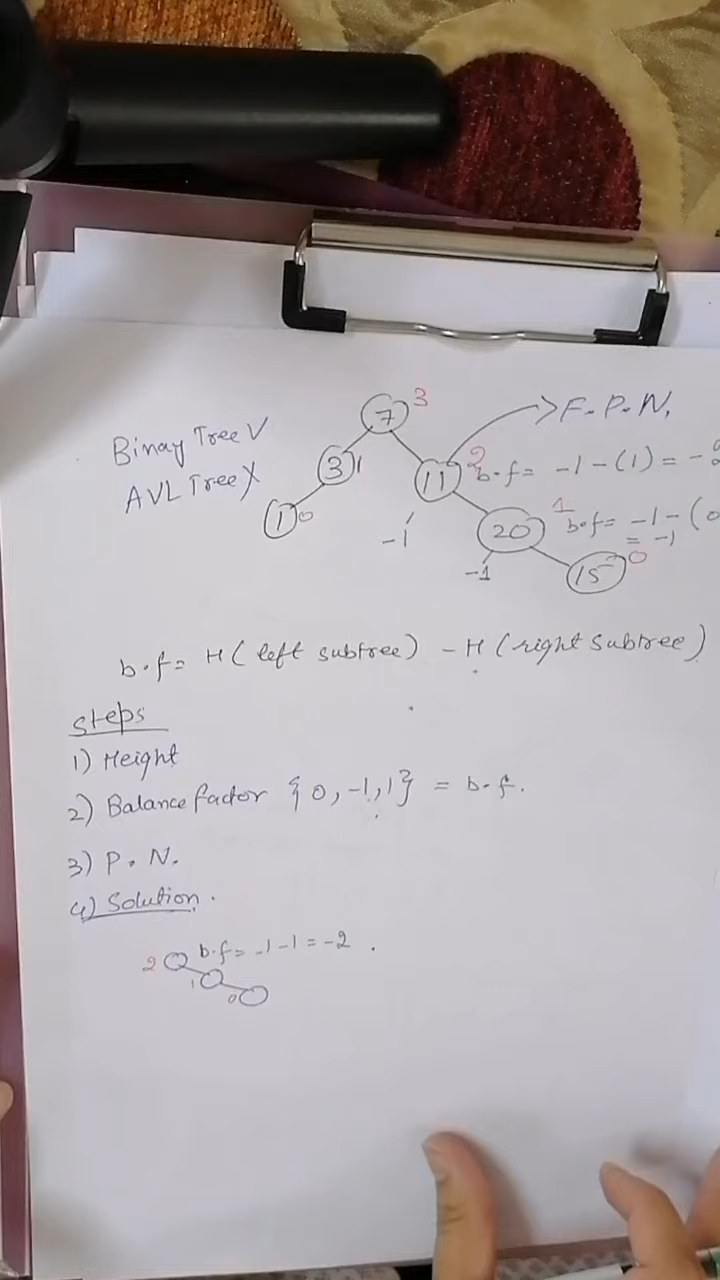 7 3
F.P.N.
Binay Tree V
3 1
11 2 b.f = -1 - (1) = -2
AVL Tree X
1 0
-1
20 1 b.f = -1 - (0
= -1
-1
15 0
b.f = H (left subtree) - H (right subtree)
Steps
1) Height
2) Balance factor {0, -1, 1} = b.f.
3) P.N.
4) Solution.
2 b.f = -1 - 1 = -2.
1
0